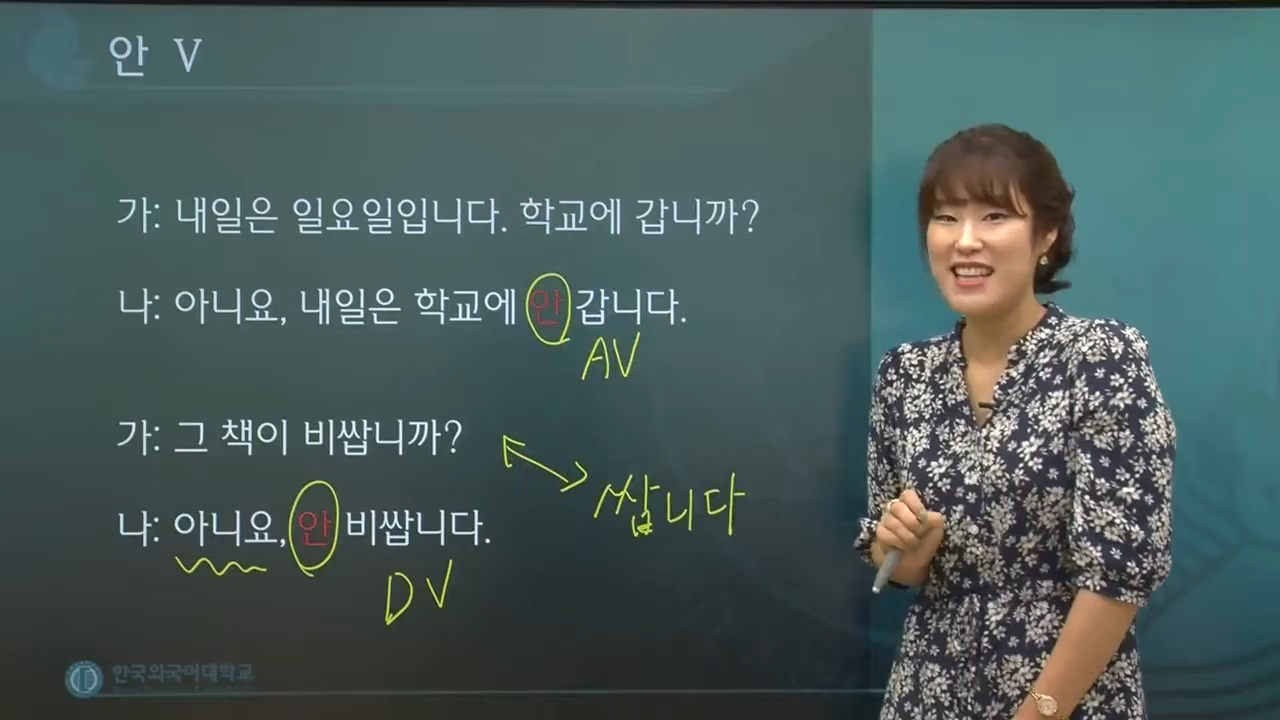 안 V
가: 내일은 일요일입니다. 학교에 갑니까?
나: 아니요, 내일은 학교에 안 갑니다.
AV
가: 그 책이 비쌉니까?
쌉니다
나: 아니요, 안 비쌉니다.
DV
한국외국어대학교